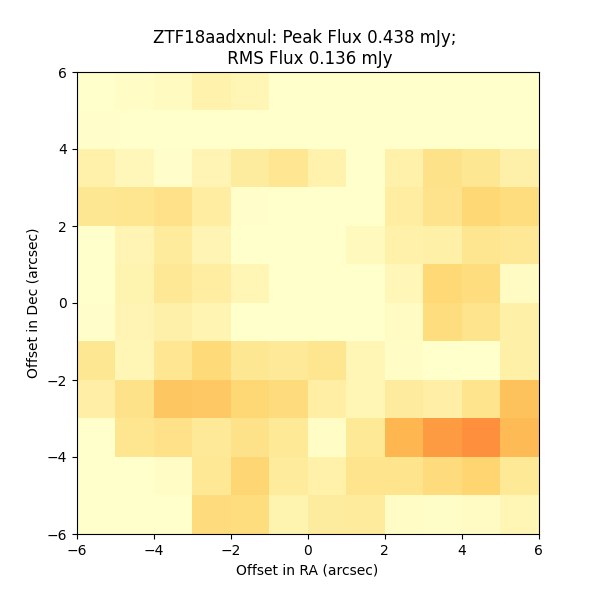 ZTF18aadxnul: Peak Flux 0.438 mJy;
RMS Flux 0.136 mJy
6
4
2
0
−2
−4
−6
Offset in Dec (arcsec)
−6 −4 −2 0 2 4 6
Offset in RA (arcsec)